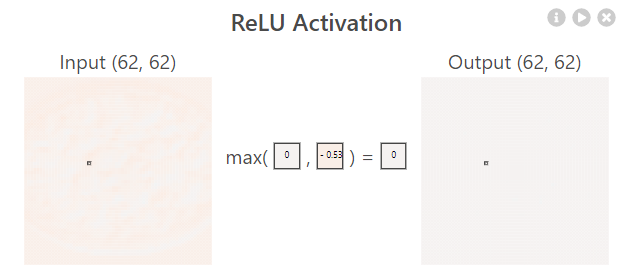 ReLU Activation
Input (62, 62)
Output (62, 62)
max( 0 , - 0.53 ) = 0